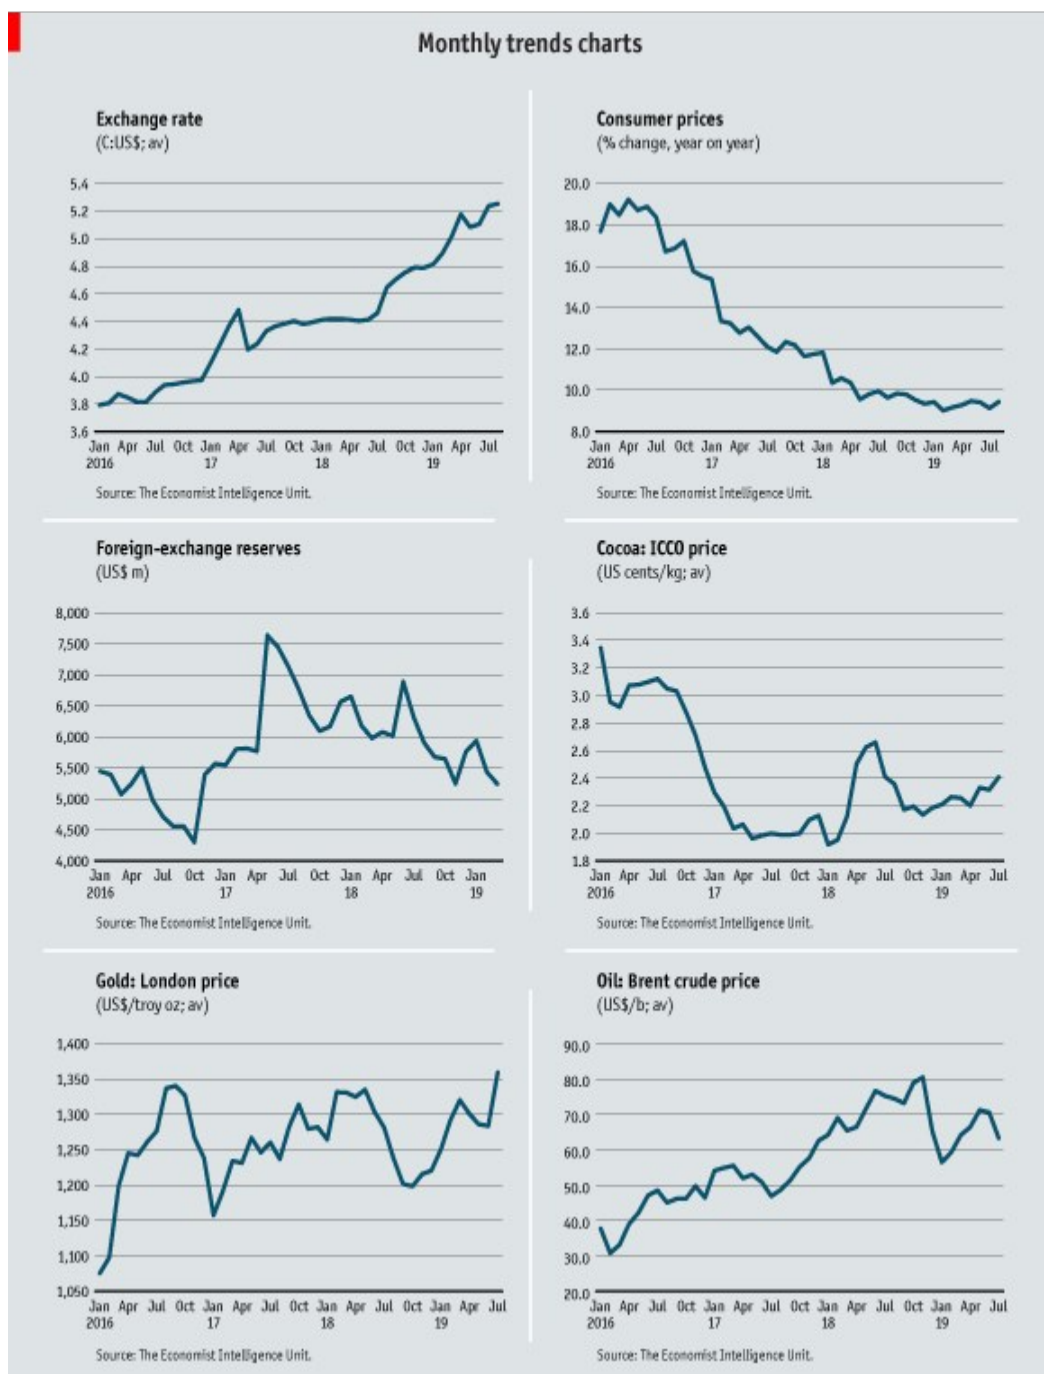 Monthly trends charts
Exchange rate
(C:US$; av)
5.4
5.2
5.0
4.8
4.6
4.4
4.2
4.0
3.8
3.6
Jan Apr Jul Oct Jan Apr Jul Oct Jan Apr Jul Oct Jan Apr Jul
2016 17 18 19
Source: The Economist Intelligence Unit.
Consumer prices
(% change, year on year)
20.0
18.0
16.0
14.0
12.0
10.0
8.0
Jan Apr Jul Oct Jan Apr Jul Oct Jan Apr Jul Oct Jan Apr Jul
2016 17 18 19
Source: The Economist Intelligence Unit.
Foreign-exchange reserves
(US$ m)
8,000
7,500
7,000
6,500
6,000
5,500
5,000
4,500
4,000
Jan Apr Jul Oct Jan Apr Jul Oct Jan Apr Jul Oct Jan
2016 17 18 19
Source: The Economist Intelligence Unit.
Cocoa: ICCO price
(US cents/kg; av)
3.6
3.4
3.2
3.0
2.8
2.6
2.4
2.2
2.0
1.8
Jan Apr Jul Oct Jan Apr Jul Oct Jan Apr Jul Oct Jan Apr Jul
2016 17 18 19
Source: The Economist Intelligence Unit.
Gold: London price
(US$/troy oz; av)
1,400
1,350
1,300
1,250
1,200
1,150
1,100
1,050
Jan Apr Jul Oct Jan Apr Jul Oct Jan Apr Jul Oct Jan Apr Jul
2016 17 18 19
Source: The Economist Intelligence Unit.
Oil: Brent crude price
(US$/b; av)
90.0
80.0
70.0
60.0
50.0
40.0
30.0
20.0
Jan Apr Jul Oct Jan Apr Jul Oct Jan Apr Jul Oct Jan Apr Jul
2016 17 18 19
Source: The Economist Intelligence Unit.